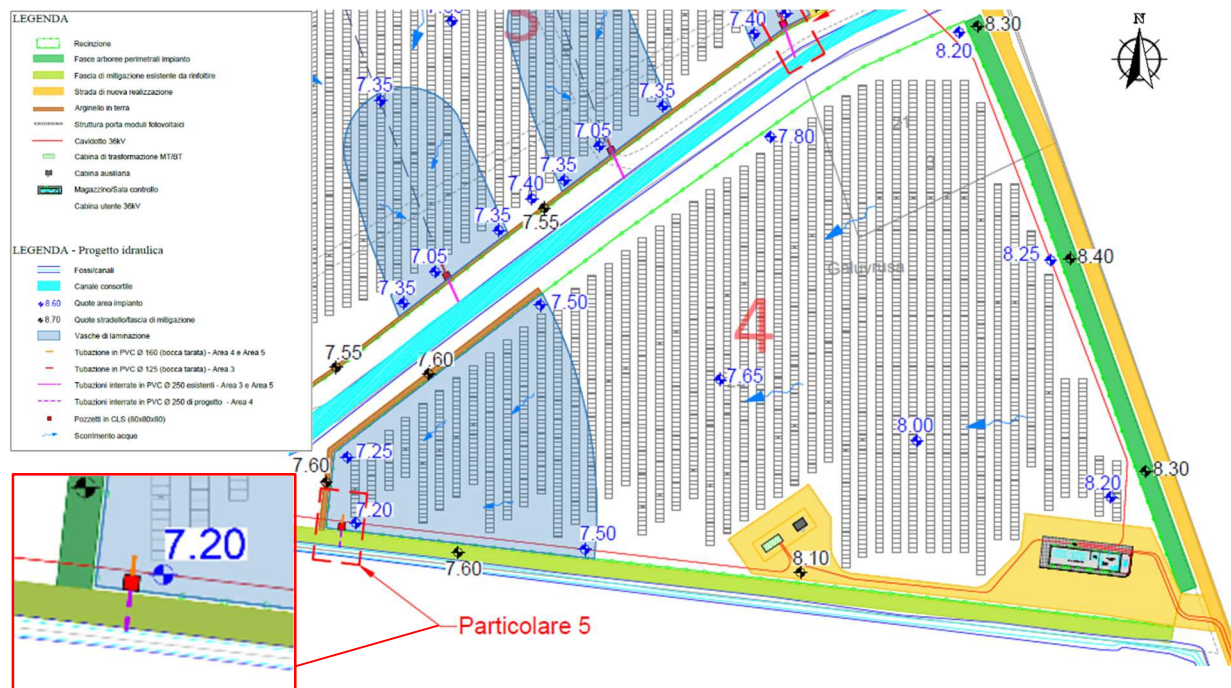 LEGENDA
Recinzione
Fasce arboree perimetrali impianto
Fascia di mitigazione esistente da rinfoltire
Strada di nuova realizzazione
Arginello in terra
Struttura porta moduli fotovoltaici
Cavidotto 36kV
Cabina di trasformazione MT/BT
Cabina ausiliaria
Magazzino/Sala controllo
Cabina utente 36kV
LEGENDA - Progetto idraulica
Fossi/canali
Canale consortile
8.60 Quote area impianto
8.70 Quote stradello/fascia di mitigazione
Vasche di laminazione
Tubazione in PVC Ø 160 (bocca tarata) - Area 4 e Area 5
Tubazione in PVC Ø 125 (bocca tarata) - Area 3
Tubazioni interrate in PVC Ø 250 esistenti - Area 3 e Area 5
Tubazioni interrate in PVC Ø 250 di progetto - Area 4
Pozzetti in CLS (80x80x80)
Scorrimento acque
N
7.40
8.30
8.20
7.35
7.35
7.05
7.80
21
3
7.35
7.40
7.55
7.35
8.25
8.40
Galuvrusa
7.05
7.35
7.50
4
7.55
7.60
7.65
8.00
7.25
7.60
8.30
8.20
7.20
7.50
7.60
8.10
7.20
Particolare 5